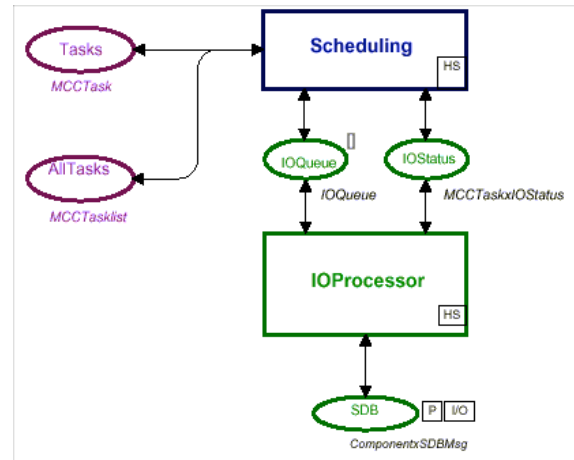 Tasks
MCCTask
Scheduling
HS
AllTasks
MCCTasklist
IOQueue
[]
IOQueue
IOStatus
MCCTaskxIOStatus
IOProcessor
HS
SDB
P
I/O
ComponentxSDBMsg